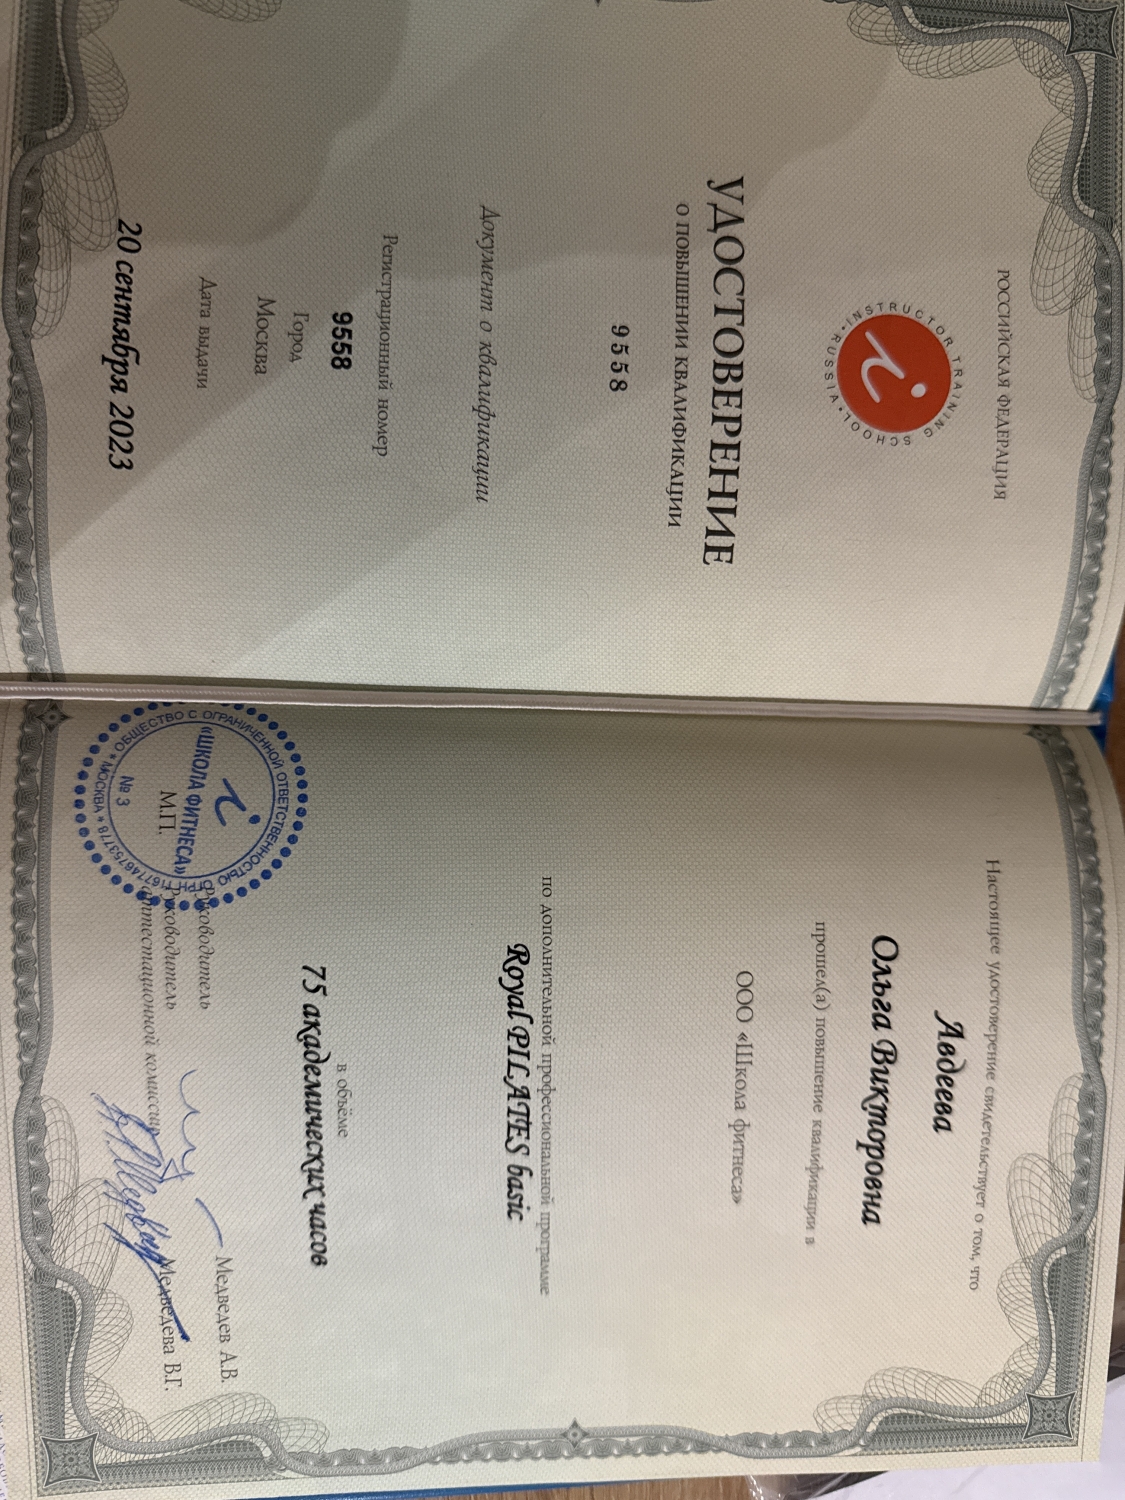 РОССИЙСКАЯ ФЕДЕРАЦИЯ
INSTRUCTOR TRAINING SCHOOL • RUSSIA •
i
УДОСТОВЕРЕНИЕ
О ПОВЫШЕНИИ КВАЛИФИКАЦИИ
9558
Документ о квалификации
Регистрационный номер
9558
Город
Москва
Дата выдачи
20 сентября 2023
Настоящее удостоверение свидетельствует о том, что
Авдеева
Ольга Викторовна
прошел(а) повышение квалификации в
ООО «Школа фитнеса»
по дополнительной профессиональной программе
Royal PILATES basic
в объёме
75 академических часов
Руководитель
Медведев А.В.
Руководитель
аттестационной комиссии
Медведева В.Г.
М.П.
ОБЩЕСТВО С ОГРАНИЧЕННОЙ ОТВЕТСТВЕННОСТЬЮ
«ШКОЛА ФИТНЕСА»
№ 3
МОСКВА * ОГРН 1167746753778